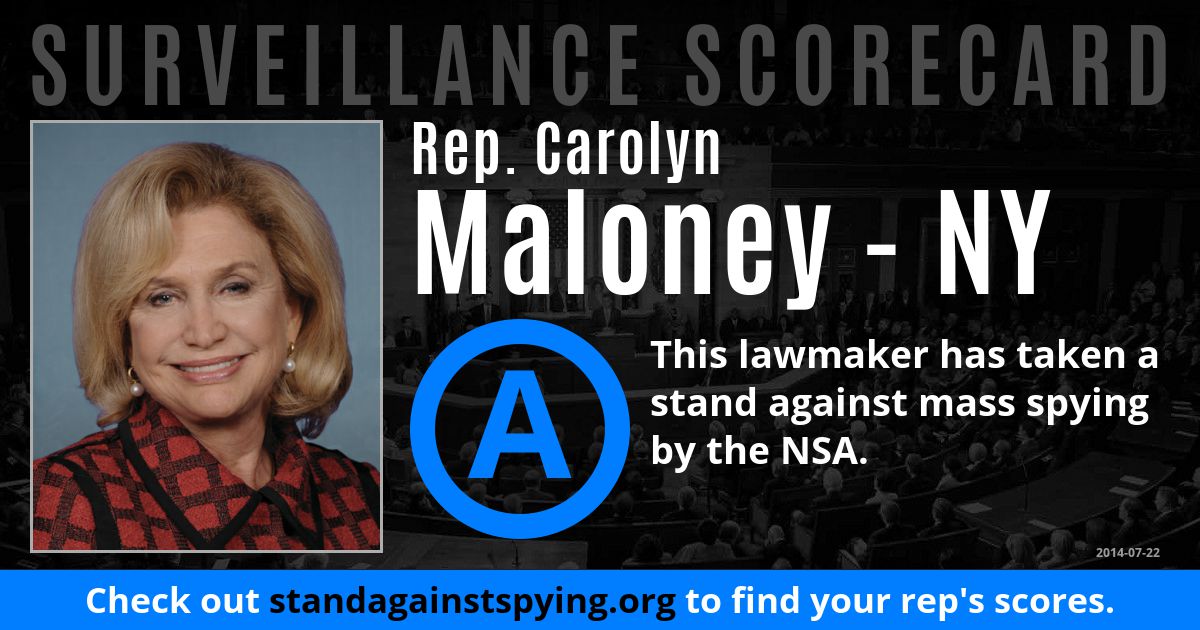 SURVEILLANCE SCORECARD
Rep. Carolyn
Maloney - NY
A
This lawmaker has taken a
stand against mass spying
by the NSA.
2014-07-22
Check out standagainstspying.org to find your rep's scores.